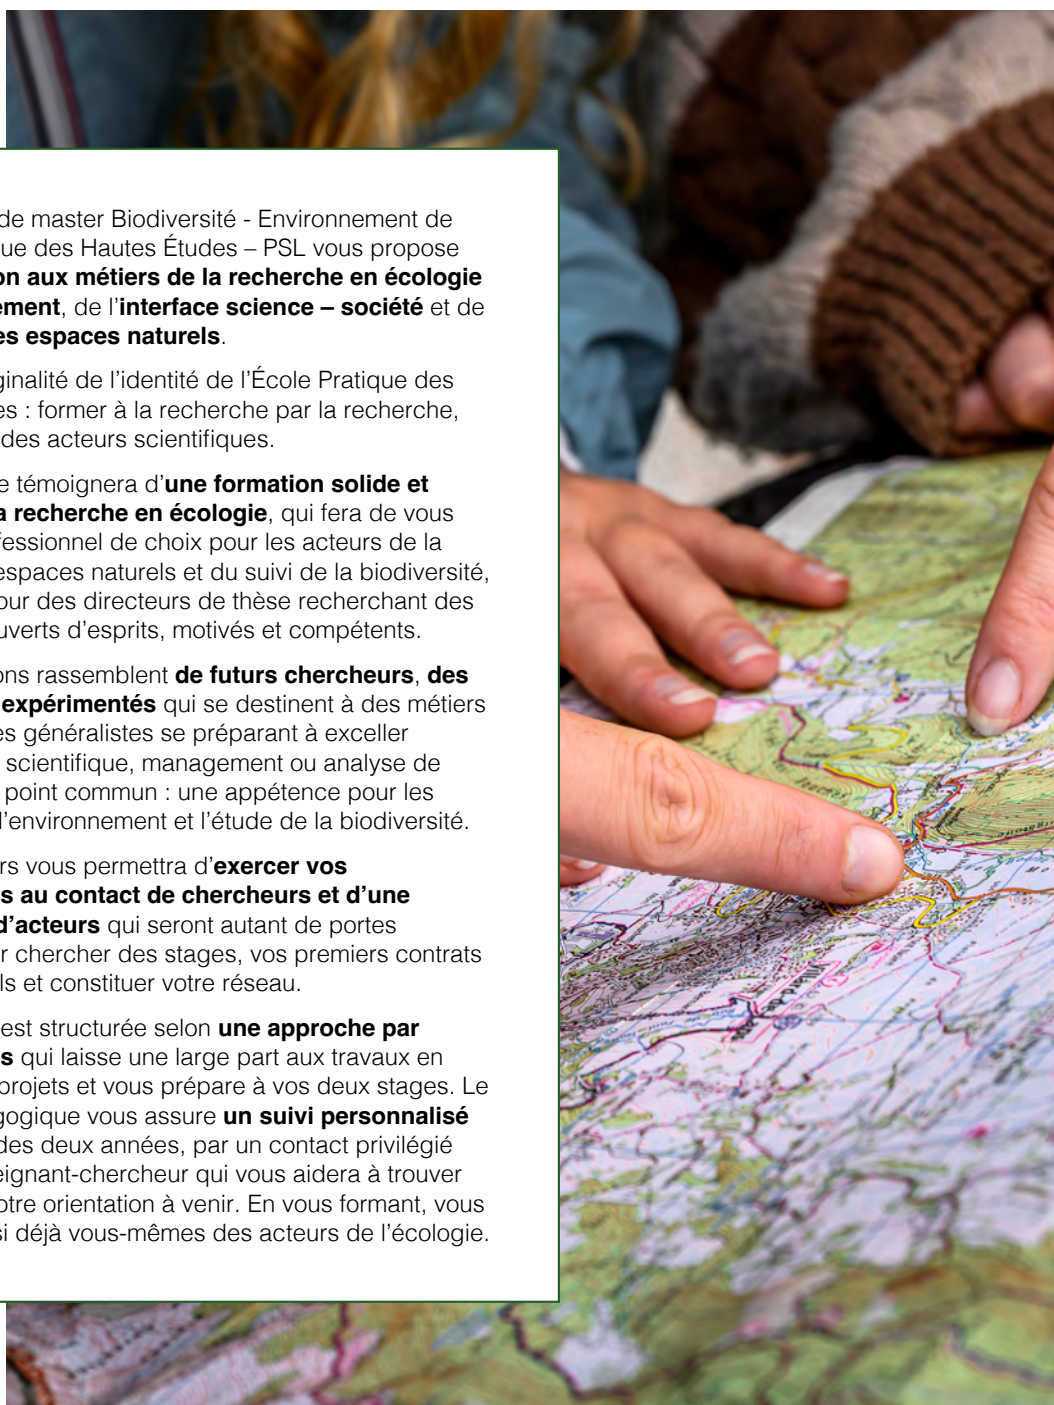 de master Biodiversité - Environnement de
ue des Hautes Études – PSL vous propose
on aux métiers de la recherche en écologie
ement, de l’interface science – société et de
es espaces naturels.
ginalité de l’identité de l’École Pratique des
es : former à la recherche par la recherche,
des acteurs scientifiques.
e témoignera d’une formation solide et
a recherche en écologie, qui fera de vous
fessionnel de choix pour les acteurs de la
espaces naturels et du suivi de la biodiversité,
our des directeurs de thèse recherchant des
uverts d’esprits, motivés et compétents.
ons rassemblent de futurs chercheurs, des
expérimentés qui se destinent à des métiers
es généralistes se préparant à exceller
scientifique, management ou analyse de
point commun : une appétence pour les
l’environnement et l’étude de la biodiversité.
rs vous permettra d’exercer vos
s au contact de chercheurs et d’une
d’acteurs qui seront autant de portes
r chercher des stages, vos premiers contrats
ls et constituer votre réseau.
est structurée selon une approche par
s qui laisse une large part aux travaux en
projets et vous prépare à vos deux stages. Le
gogique vous assure un suivi personnalisé
des deux années, par un contact privilégié
eignant-chercheur qui vous aidera à trouver
otre orientation à venir. En vous formant, vous
si déjà vous-mêmes des acteurs de l’écologie.